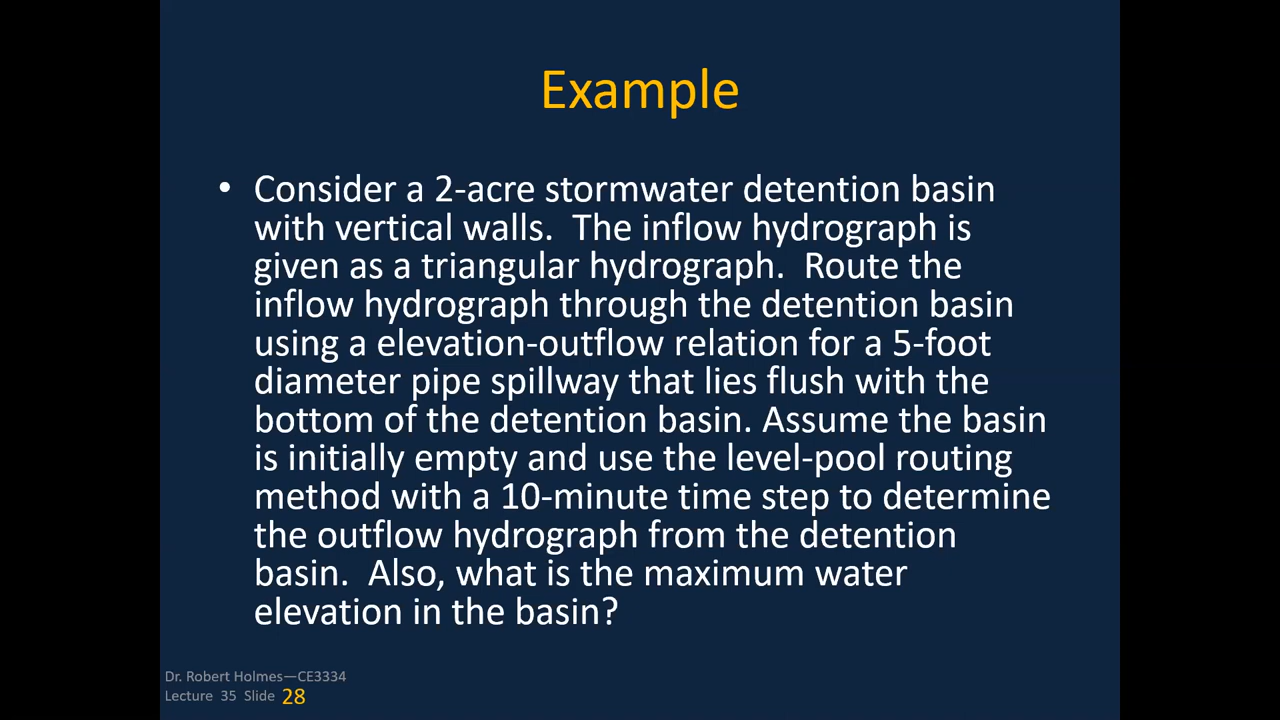 Example
• Consider a 2-acre stormwater detention basin
with vertical walls.  The inflow hydrograph is
given as a triangular hydrograph.  Route the
inflow hydrograph through the detention basin
using a elevation-outflow relation for a 5-foot
diameter pipe spillway that lies flush with the
bottom of the detention basin. Assume the basin
is initially empty and use the level-pool routing
method with a 10-minute time step to determine
the outflow hydrograph from the detention
basin.  Also, what is the maximum water
elevation in the basin?
Dr. Robert Holmes—CE3334
Lecture 35 Slide 28